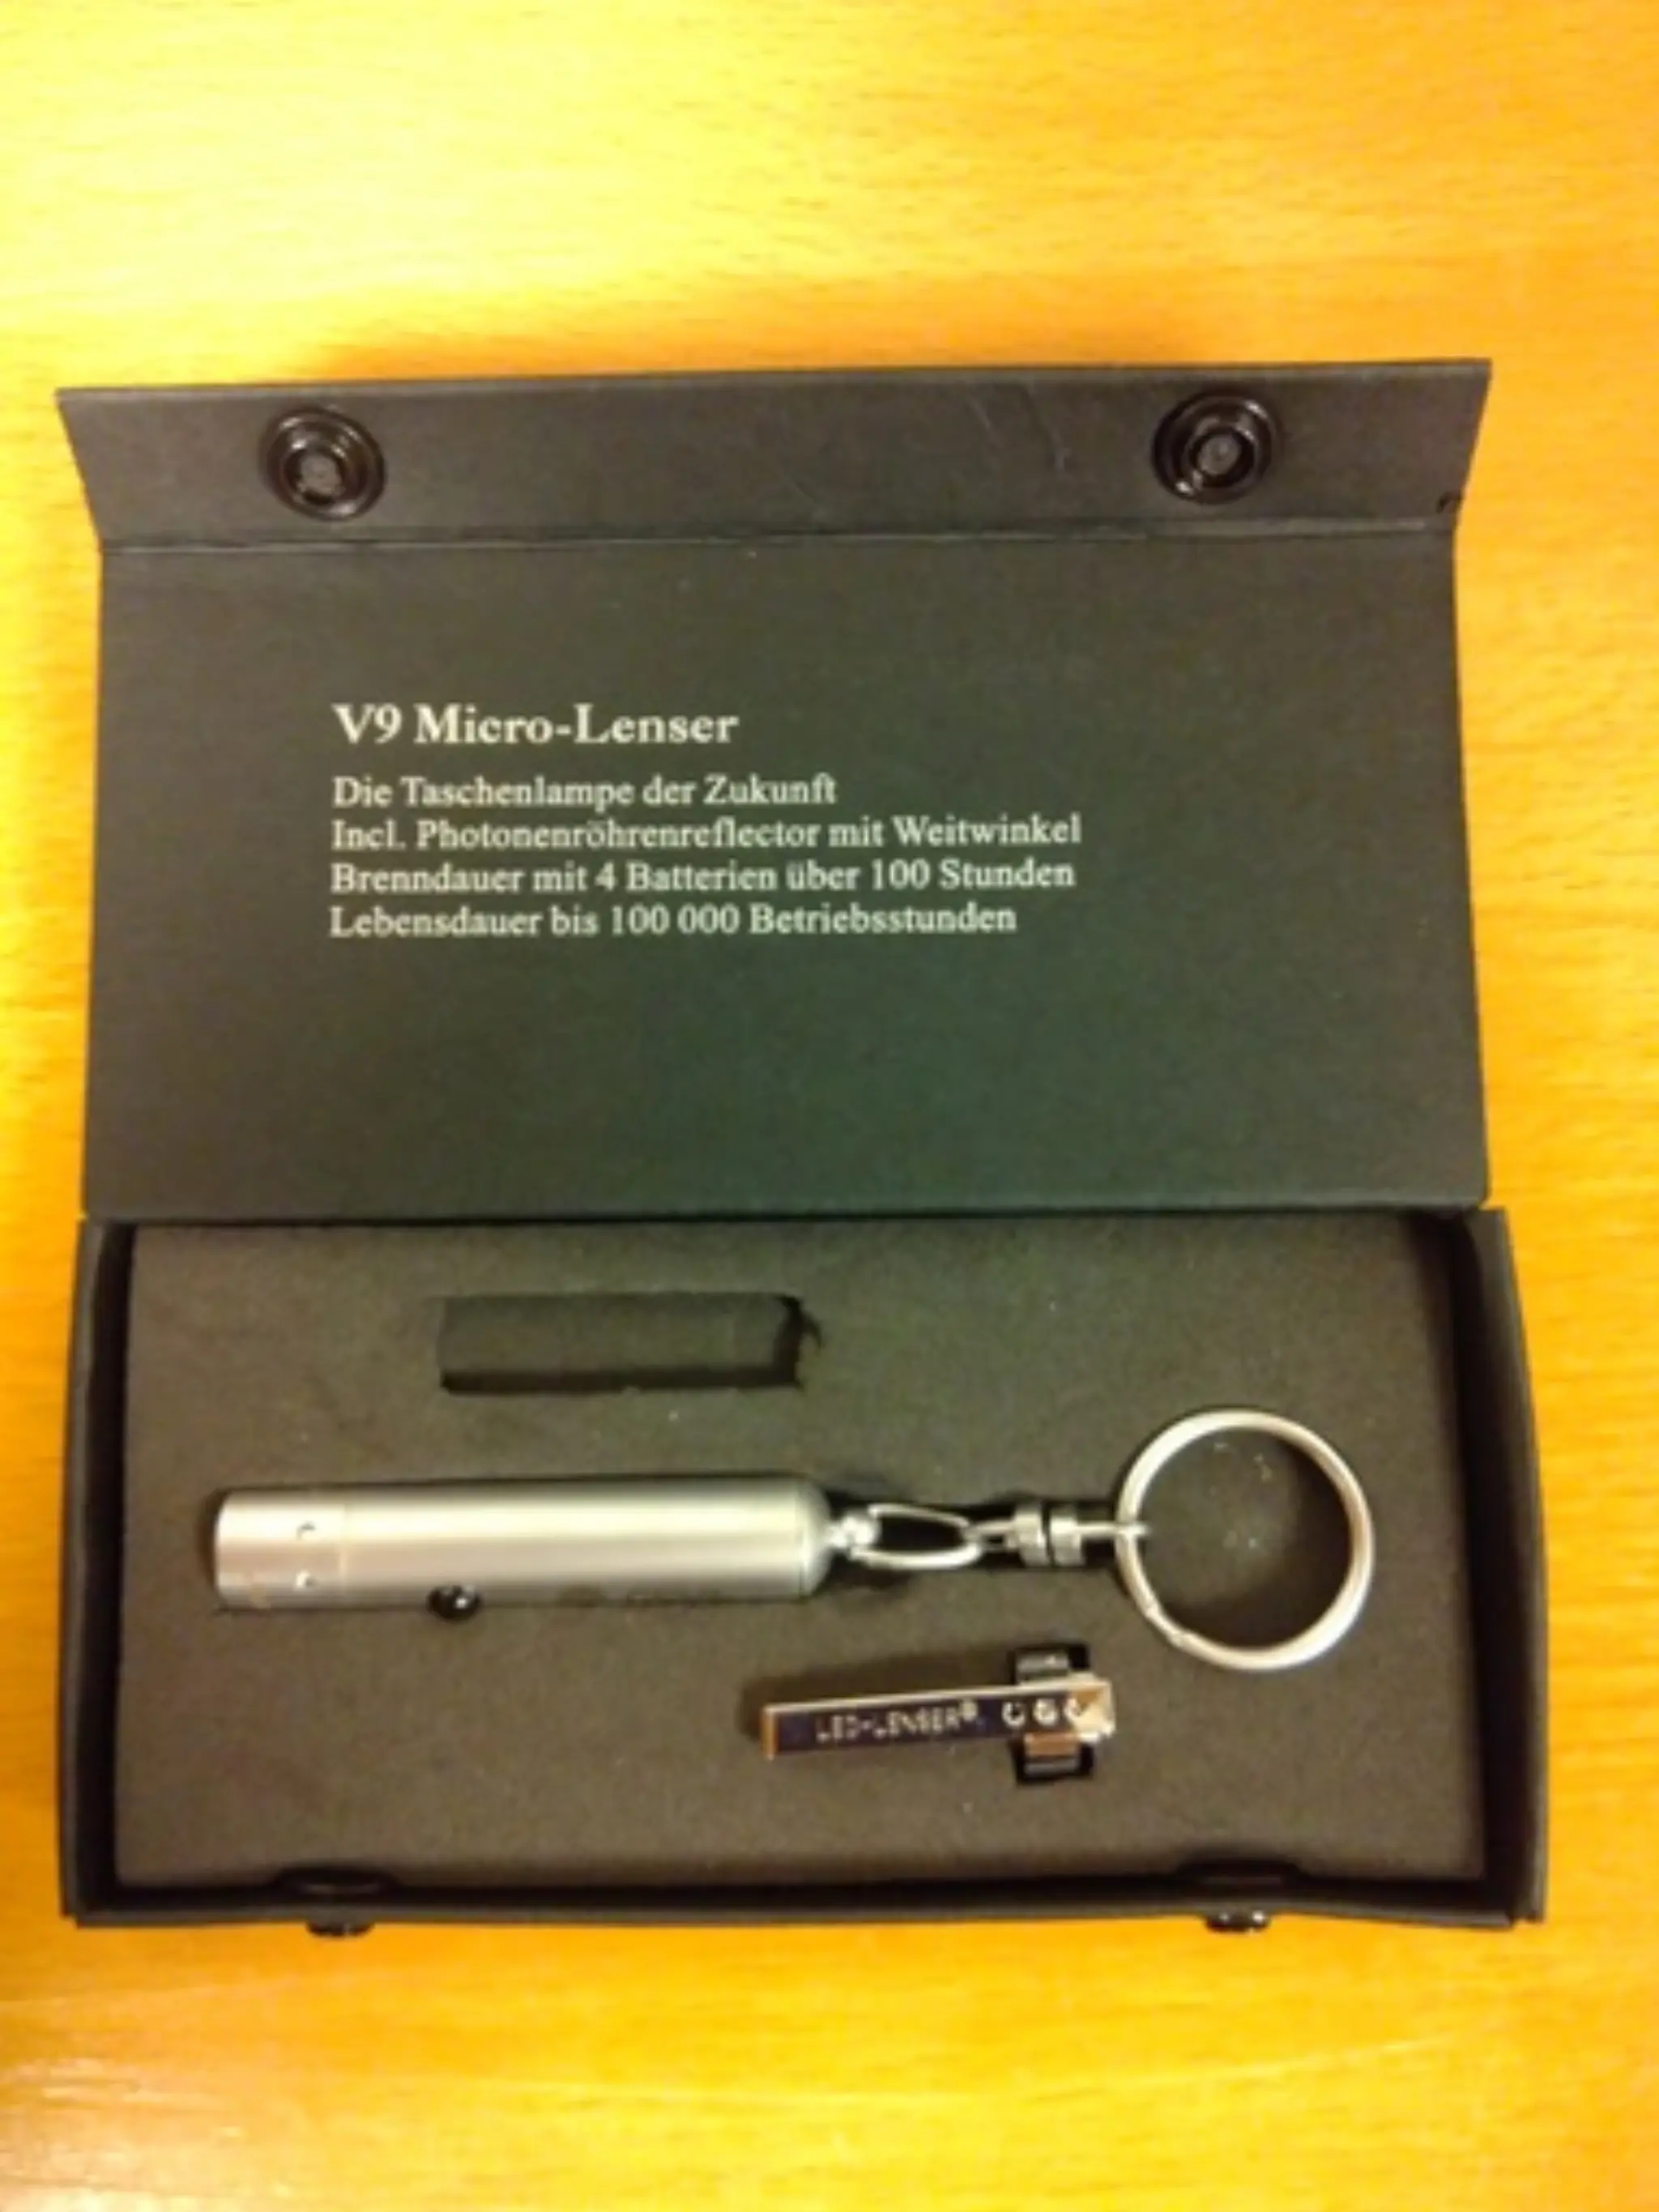 V9 Micro-Lenser
Die Taschenlampe der Zukunft
Incl. Photonenröhrenreflector mit Weitwinkel
Brenndauer mit 4 Batterien über 100 Stunden
Lebensdauer bis 100 000 Betriebsstunden
LED-LENSER®